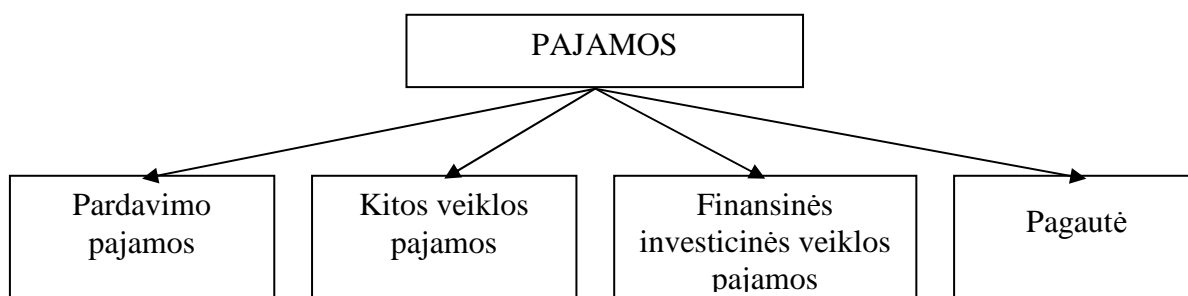 PAJAMOS
Pardavimo
pajamos
Kitos veiklos
pajamos
Finansinės
investicinės veiklos
pajamos
Pagautė